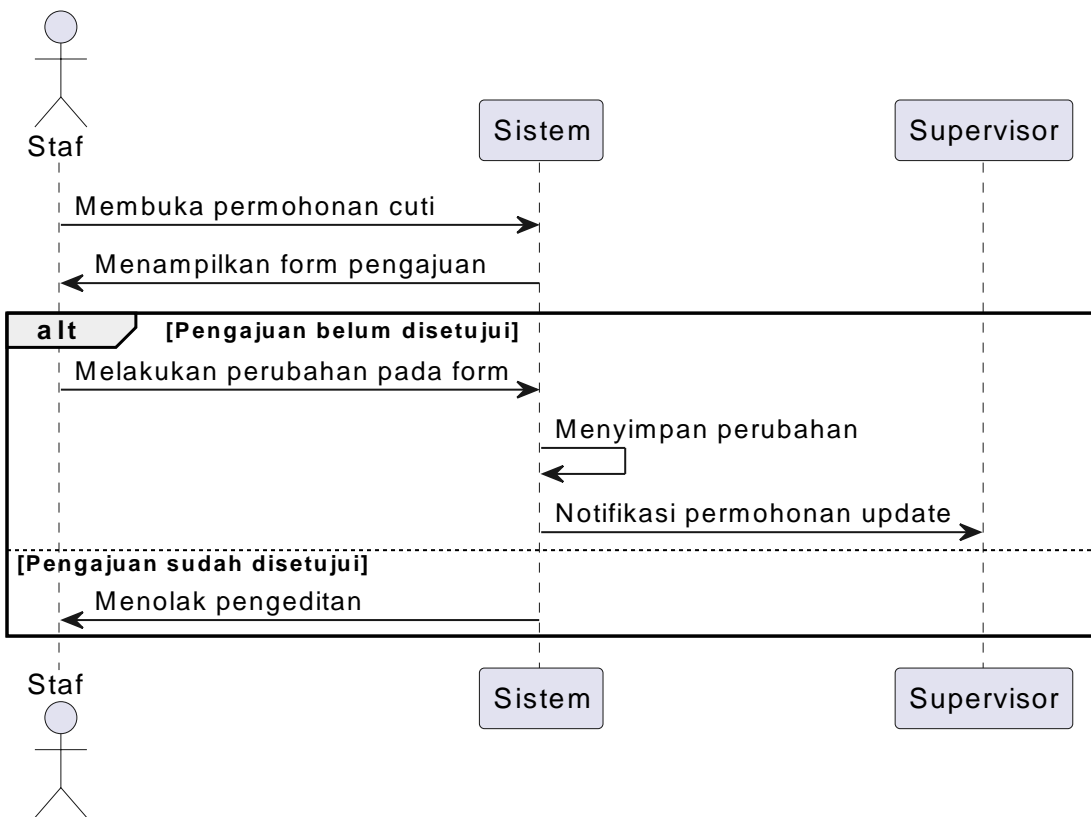 Staf
Sistem
Supervisor
Membuka permohonan cuti
Menampilkan form pengajuan
alt
[Pengajuan belum disetujui]
Melakukan perubahan pada form
Menyimpan perubahan
Notifikasi permohonan update
[Pengajuan sudah disetujui]
Menolak pengeditan
Staf
Sistem
Supervisor